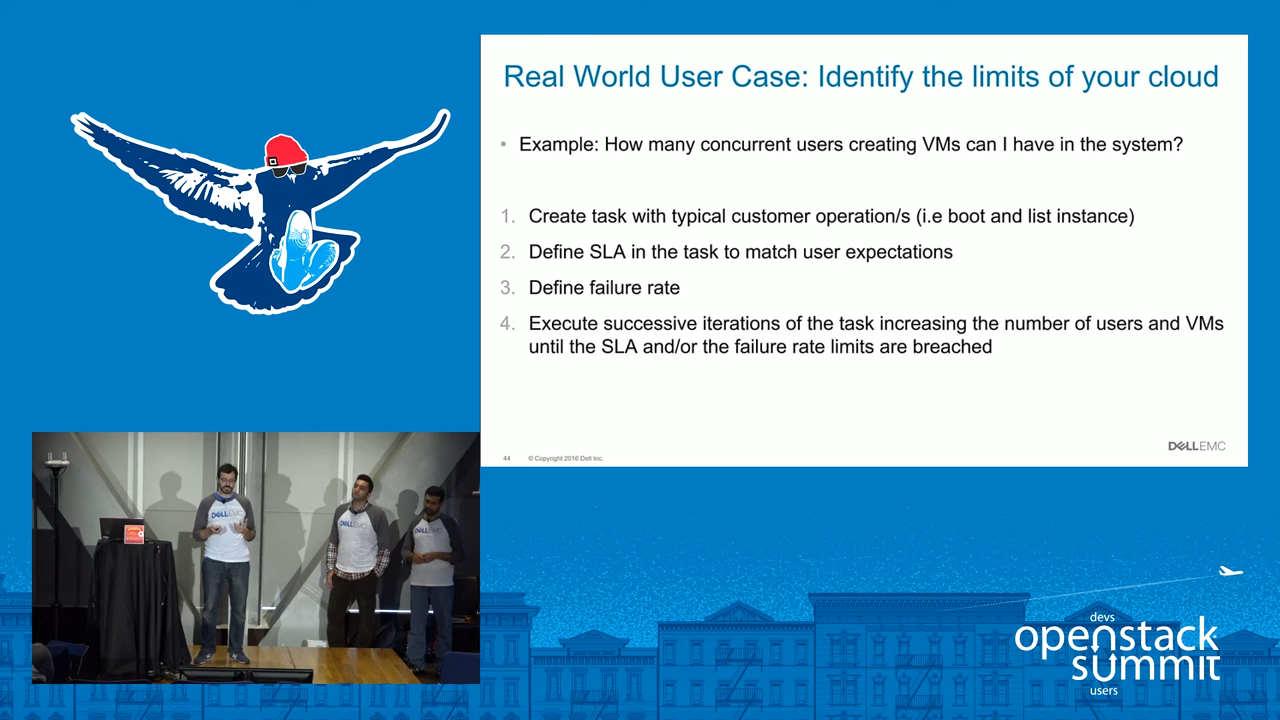 Real World User Case: Identify the limits of your cloud
• Example: How many concurrent users creating VMs can I have in the system?
1. Create task with typical customer operation/s (i.e boot and list instance)
2. Define SLA in the task to match user expectations
3. Define failure rate
4. Execute successive iterations of the task increasing the number of users and VMs
until the SLA and/or the failure rate limits are breached
44 © Copyright 2016 Dell Inc.
DELLEMC
DELLEMC
DELLEMC
DELLEMC
devs
openstack
summit
users